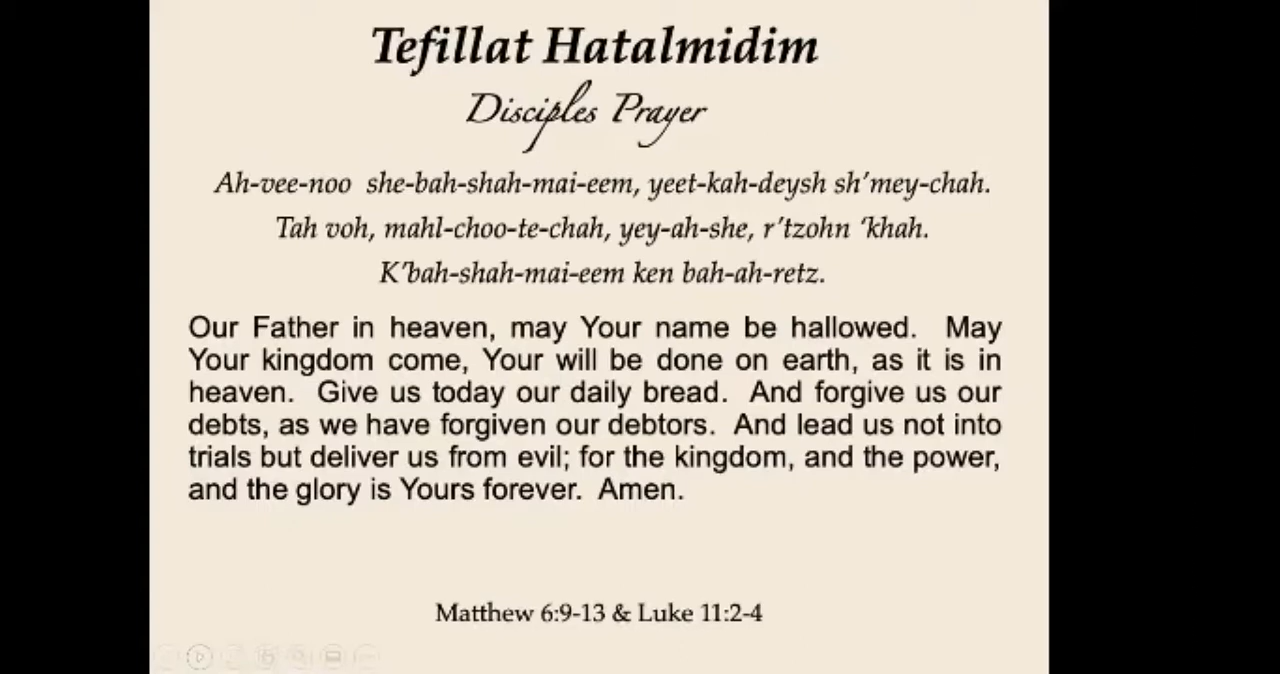 Tefillat Hatalmidim
Disciples Prayer
Ah-vee-noo she-bah-shah-mai-eem, yeet-kah-deysh sh’mey-chah.
Tah voh, mahl-choo-te-chah, yey-ah-she, r’tzohn ‘khah.
K’bah-shah-mai-eem ken bah-ah-retz.
Our Father in heaven, may Your name be hallowed. May
Your kingdom come, Your will be done on earth, as it is in
heaven. Give us today our daily bread. And forgive us our
debts, as we have forgiven our debtors. And lead us not into
trials but deliver us from evil; for the kingdom, and the power,
and the glory is Yours forever. Amen.
Matthew 6:9-13 & Luke 11:2-4